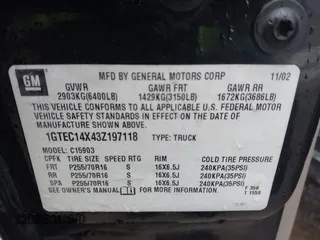 GM
MFD BY GENERAL MOTORS CORP 11/02
GVWR GAWR FRT GAWR RR
2903KG(6400LB) 1429KG(3150LB) 1672KG(3686LB)
THIS VEHICLE CONFORMS TO ALL APPLICABLE U.S. FEDERAL MOTOR
VEHICLE SAFETY STANDARDS IN EFFECT ON THE DATE OF
MANUFACTURE SHOWN ABOVE.
1GTEC14X43Z197118 TYPE: TRUCK
MODEL: C15903
CPFK TIRE SIZE SPEED RTG RIM COLD TIRE PRESSURE
FRT P255/70R16 S 16X6.5J 240KPA(35PSI)
RR P255/70R16 S 16X6.5J 240KPA(35PSI)
SPA P255/70R16 S 16X6.5J 240KPA(35PSI)
SEE OWNERS MANUAL FOR ADDITIONAL INFORMATION.